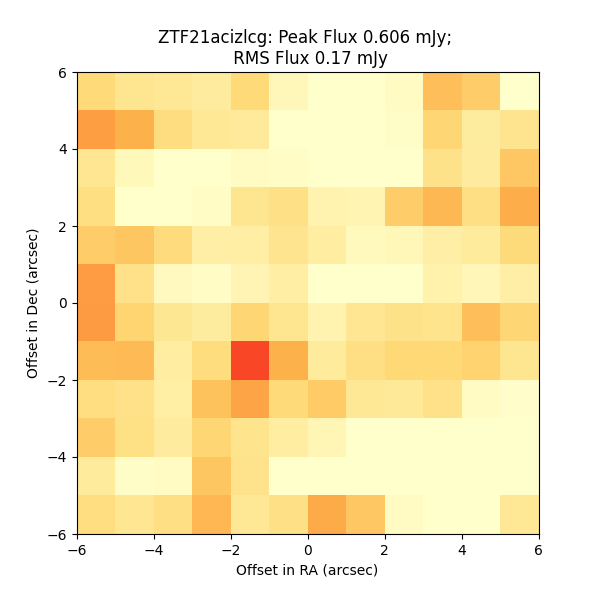 ZTF21acizlcg: Peak Flux 0.606 mJy;
RMS Flux 0.17 mJy
6
4
2
0
−2
−4
−6
Offset in Dec (arcsec)
−6 −4 −2 0 2 4 6
Offset in RA (arcsec)